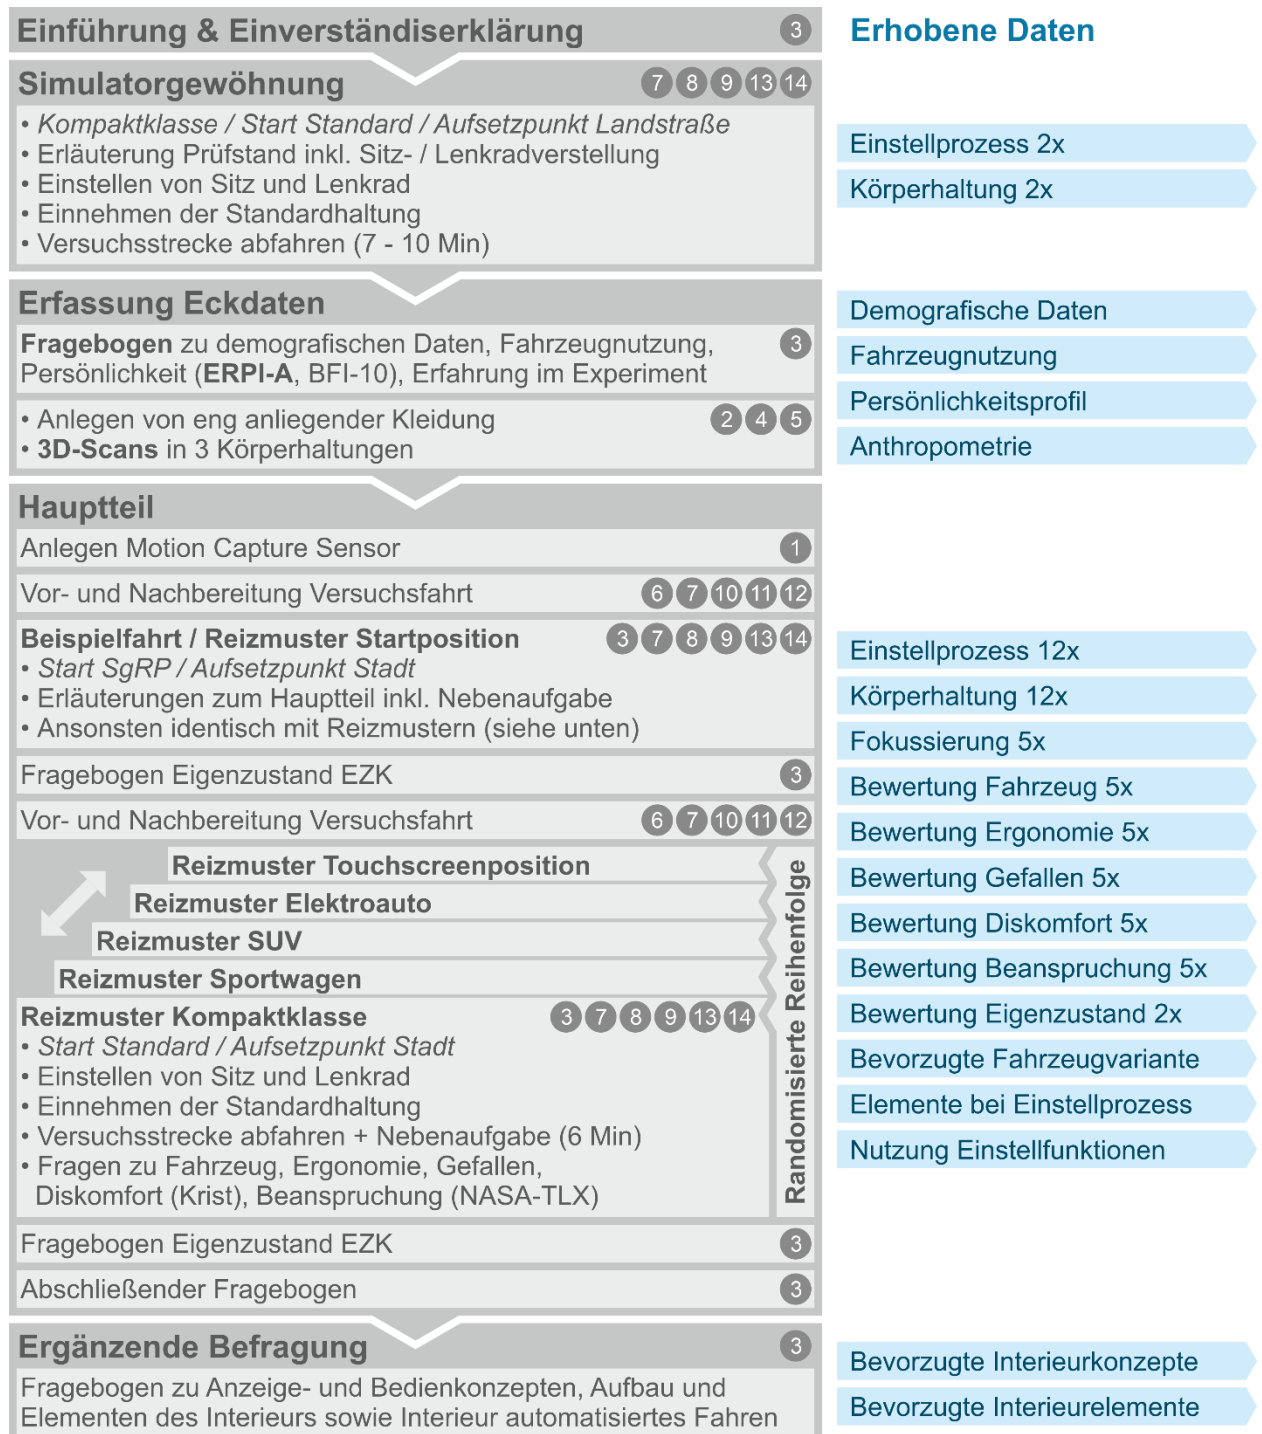 Einführung & Einverständiserklärung 3
Simulatorgewöhnung 7 8 9 13 14
• Kompaktklasse / Start Standard / Aufsetzpunkt Landstraße
• Erläuterung Prüfstand inkl. Sitz- / Lenkradverstellung
• Einstellen von Sitz und Lenkrad
• Einnehmen der Standardhaltung
• Versuchsstrecke abfahren (7 - 10 Min)
Erfassung Eckdaten
Fragebogen zu demografischen Daten, Fahrzeugnutzung, 3
Persönlichkeit (ERPI-A, BFI-10), Erfahrung im Experiment
• Anlegen von eng anliegender Kleidung 2 4 5
• 3D-Scans in 3 Körperhaltungen
Hauptteil
Anlegen Motion Capture Sensor 1
Vor- und Nachbereitung Versuchsfahrt 6 7 10 11 12
Beispielfahrt / Reizmuster Startposition 3 7 8 9 13 14
• Start SgRP / Aufsetzpunkt Stadt
• Erläuterungen zum Hauptteil inkl. Nebenaufgabe
• Ansonsten identisch mit Reizmustern (siehe unten)
Fragebogen Eigenzustand EZK 3
Vor- und Nachbereitung Versuchsfahrt 6 7 10 11 12
Reizmuster Touchscreenposition
Reizmuster Elektroauto
Reizmuster SUV
Reizmuster Sportwagen
Reizmuster Kompaktklasse 3 7 8 9 13 14
• Start Standard / Aufsetzpunkt Stadt
• Einstellen von Sitz und Lenkrad
• Einnehmen der Standardhaltung
• Versuchsstrecke abfahren + Nebenaufgabe (6 Min)
• Fragen zu Fahrzeug, Ergonomie, Gefallen,
Diskomfort (Krist), Beanspruchung (NASA-TLX)
Randomisierte Reihenfolge
Fragebogen Eigenzustand EZK 3
Abschließender Fragebogen 3
Ergänzende Befragung 3
Fragebogen zu Anzeige- und Bedienkonzepten, Aufbau und
Elementen des Interieurs sowie Interieur automatisiertes Fahren
Erhobene Daten
Einstellprozess 2x
Körperhaltung 2x
Demografische Daten
Fahrzeugnutzung
Persönlichkeitsprofil
Anthropometrie
Einstellprozess 12x
Körperhaltung 12x
Fokussierung 5x
Bewertung Fahrzeug 5x
Bewertung Ergonomie 5x
Bewertung Gefallen 5x
Bewertung Diskomfort 5x
Bewertung Beanspruchung 5x
Bewertung Eigenzustand 2x
Bevorzugte Fahrzeugvariante
Elemente bei Einstellprozess
Nutzung Einstellfunktionen
Bevorzugte Interieurkonzepte
Bevorzugte Interieurelemente